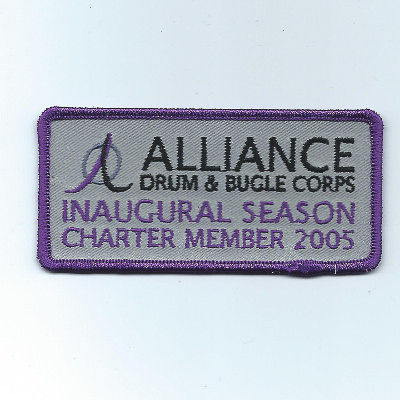 ALLIANCE
DRUM & BUGLE CORPS
INAUGURAL SEASON
CHARTER MEMBER 2005